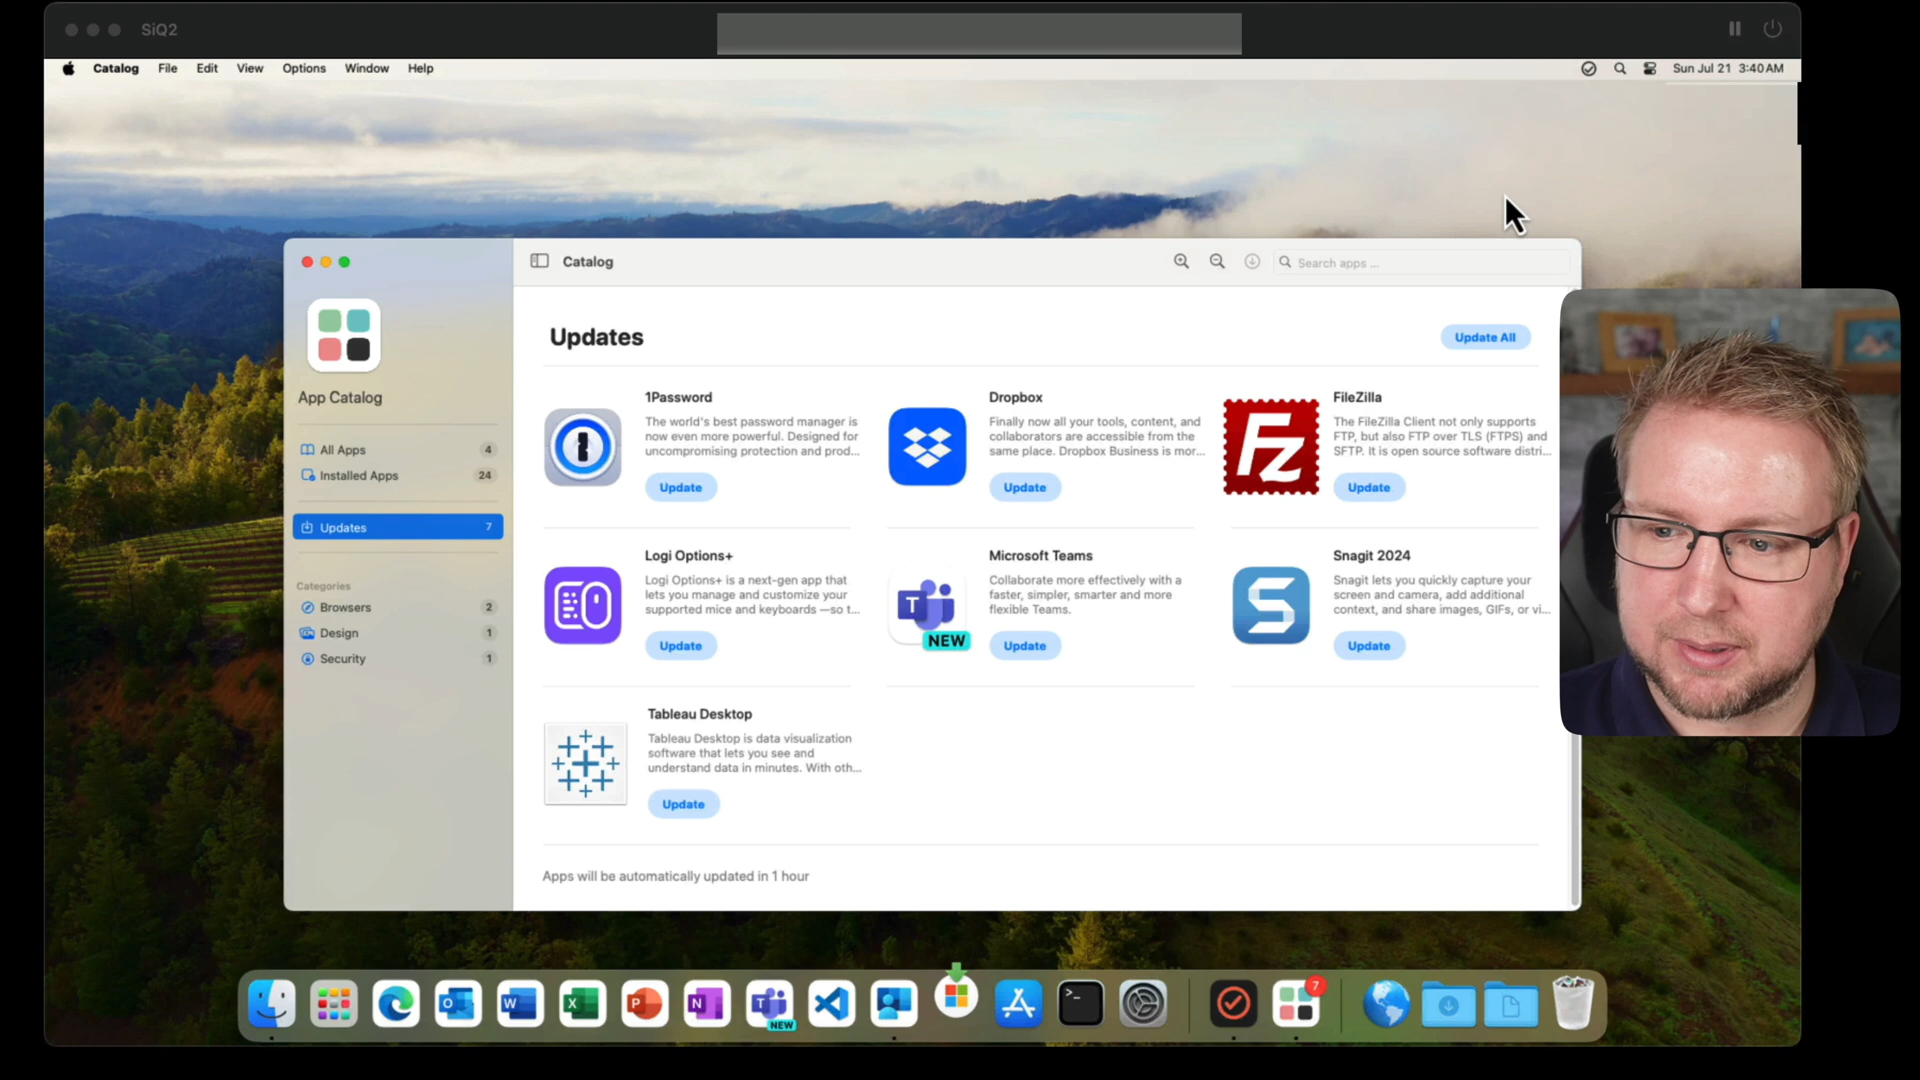 SiQ2
Catalog File Edit View Options Window Help
Sun Jul 21 3:40 AM
Catalog
Search apps ...
App Catalog
All Apps 4
Installed Apps 24
Updates 7
Categories
Browsers 2
Design 1
Security 1
Updates
Update All
1Password
The world's best password manager is
now even more powerful. Designed for
uncompromising protection and prod...
Update
Dropbox
Finally now all your tools, content, and
collaborators are accessible from the
same place. Dropbox Business is mor...
Update
FileZilla
The FileZilla Client not only supports
FTP, but also FTP over TLS (FTPS) and
SFTP. It is open source software distri...
Update
Logi Options+
Logi Options+ is a next-gen app that
lets you manage and customize your
supported mice and keyboards —so t...
Update
T
NEW
Microsoft Teams
Collaborate more effectively with a
faster, simpler, smarter and more
flexible Teams.
Update
Snagit 2024
Snagit lets you quickly capture your
screen and camera, add additional
context, and share images, GIFs, or vi...
Update
Tableau Desktop
Tableau Desktop is data visualization
software that lets you see and
understand data in minutes. With oth...
Update
Apps will be automatically updated in 1 hour
NEW
7